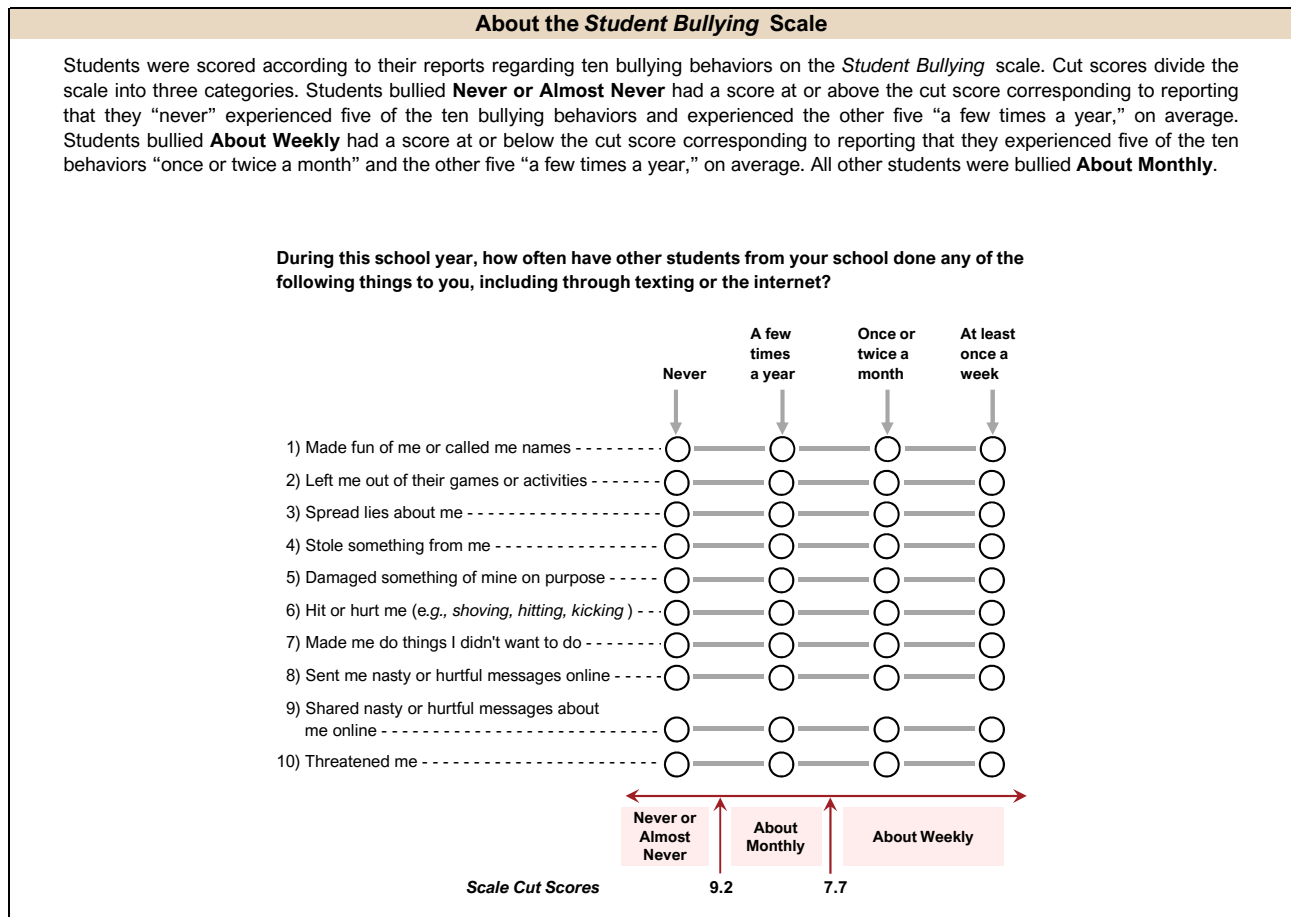 About the Student Bullying Scale
Students were scored according to their reports regarding ten bullying behaviors on the Student Bullying scale. Cut scores divide the
scale into three categories. Students bullied Never or Almost Never had a score at or above the cut score corresponding to reporting
that they “never” experienced five of the ten bullying behaviors and experienced the other five “a few times a year,” on average.
Students bullied About Weekly had a score at or below the cut score corresponding to reporting that they experienced five of the ten
behaviors “once or twice a month” and the other five “a few times a year,” on average. All other students were bullied About Monthly.
During this school year, how often have other students from your school done any of the
following things to you, including through texting or the internet?
Never
A few
times
a year
Once or
twice a
month
At least
once a
week
1) Made fun of me or called me names
2) Left me out of their games or activities
3) Spread lies about me
4) Stole something from me
5) Damaged something of mine on purpose
6) Hit or hurt me (e.g., shoving, hitting, kicking )
7) Made me do things I didn't want to do
8) Sent me nasty or hurtful messages online
9) Shared nasty or hurtful messages about
me online
10) Threatened me
Never or
Almost
Never
About
Monthly
About Weekly
Scale Cut Scores 9.2 7.7